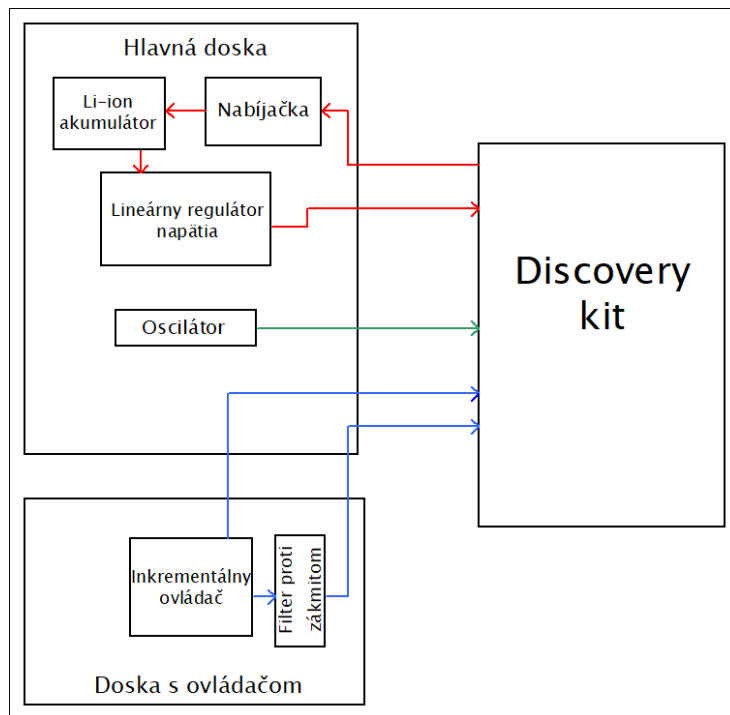 Hlavná doska
Li-ion
akumulátor
Nabíjačka
Lineárny regulátor
napätia
Oscilátor
Discovery
kit
Inkrementálny
ovládač
Filter proti
zákmitom
Doska s ovládačom